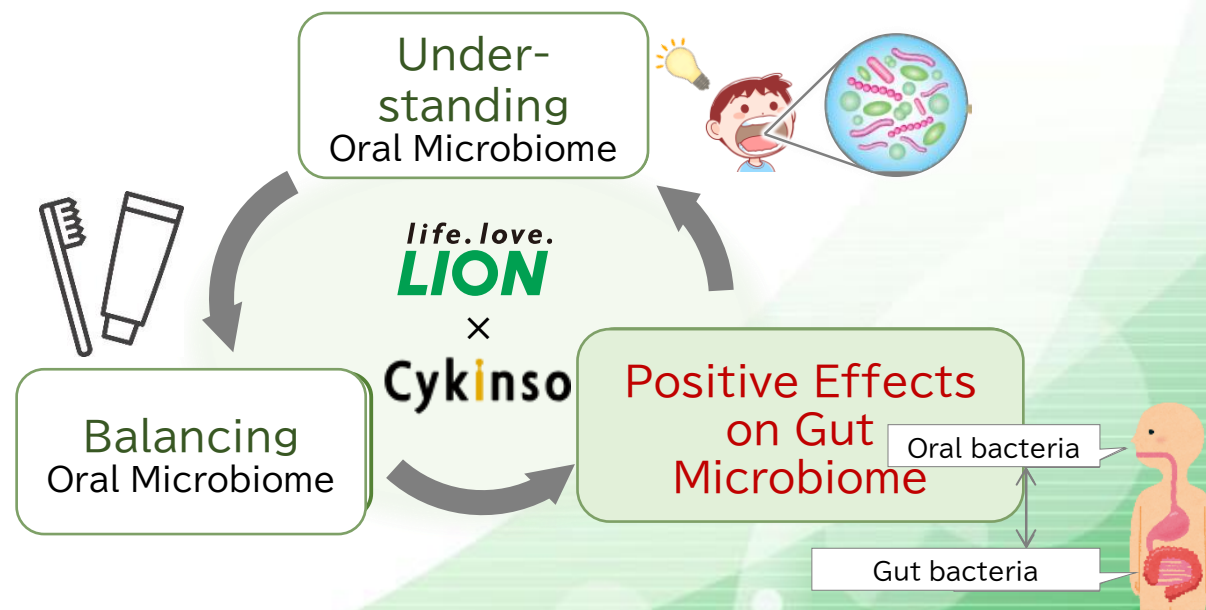 Under-
standing
Oral Microbiome
life.love.
LION
×
Cykinso
Balancing
Oral Microbiome
Positive Effects
on Gut
Microbiome
Oral bacteria
Gut bacteria